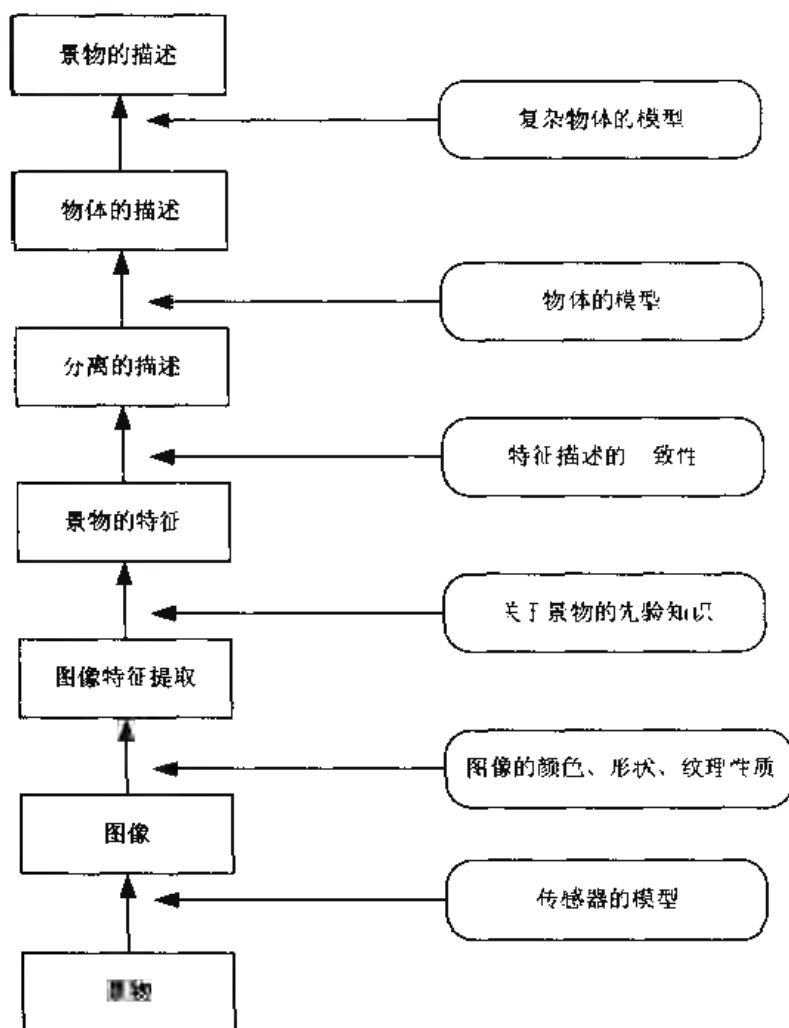 景物的描述
复杂物体的模型
物体的描述
物体的模型
分离的描述
特征描述的一致性
景物的特征
关于景物的先验知识
图像特征提取
图像的颜色、形状、纹理性质
图像
传感器的模型
景物